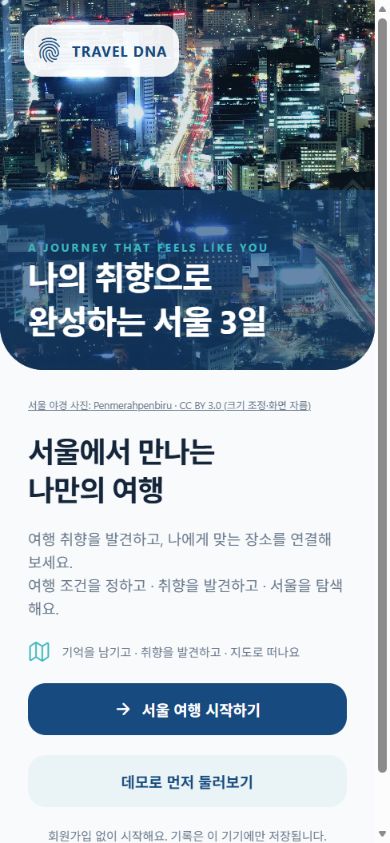 TRAVEL DNA
A JOURNEY THAT FEELS LIKE YOU
나의 취향으로
완성하는 서울 3일
서울 야경 사진: Penmerahpenbiru · CC BY 3.0 (크기 조정·화면 자름)
서울에서 만나는
나만의 여행
여행 취향을 발견하고, 나에게 맞는 장소를 연결해
보세요.
여행 조건을 정하고 · 취향을 발견하고 · 서울을 탐색
해요.
기억을 남기고 · 취향을 발견하고 · 지도로 떠나요
→ 서울 여행 시작하기
데모로 먼저 둘러보기
회원가입 없이 시작해요. 기록은 이 기기에만 저장됩니다.